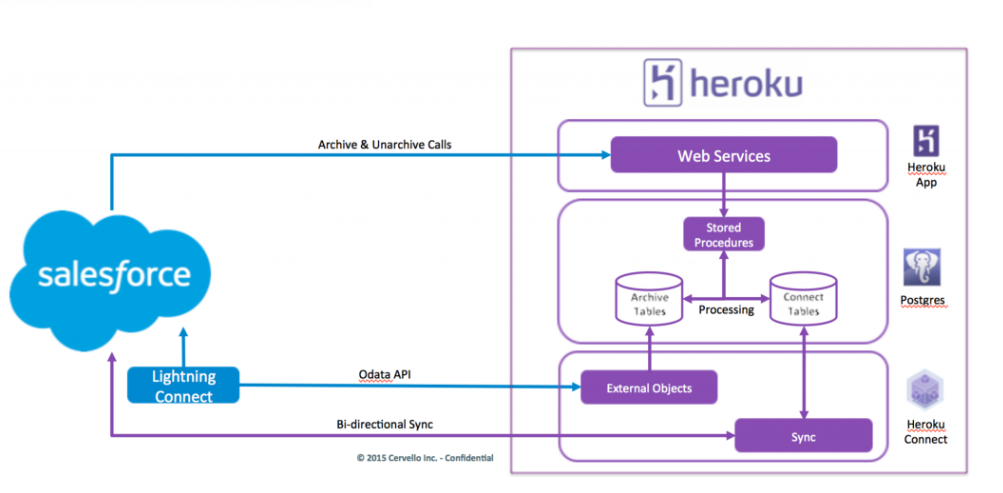 heroku
Archive & Unarchive Calls
Web Services
Heroku
App
Stored
Procedures
salesforce
Archive
Tables
Connect
Tables
Processing
Postgres
Lightning
Connect
Odata API
External Objects
Bi-directional Sync
Sync
Heroku
Connect
© 2015 Cervello Inc. - Confidential